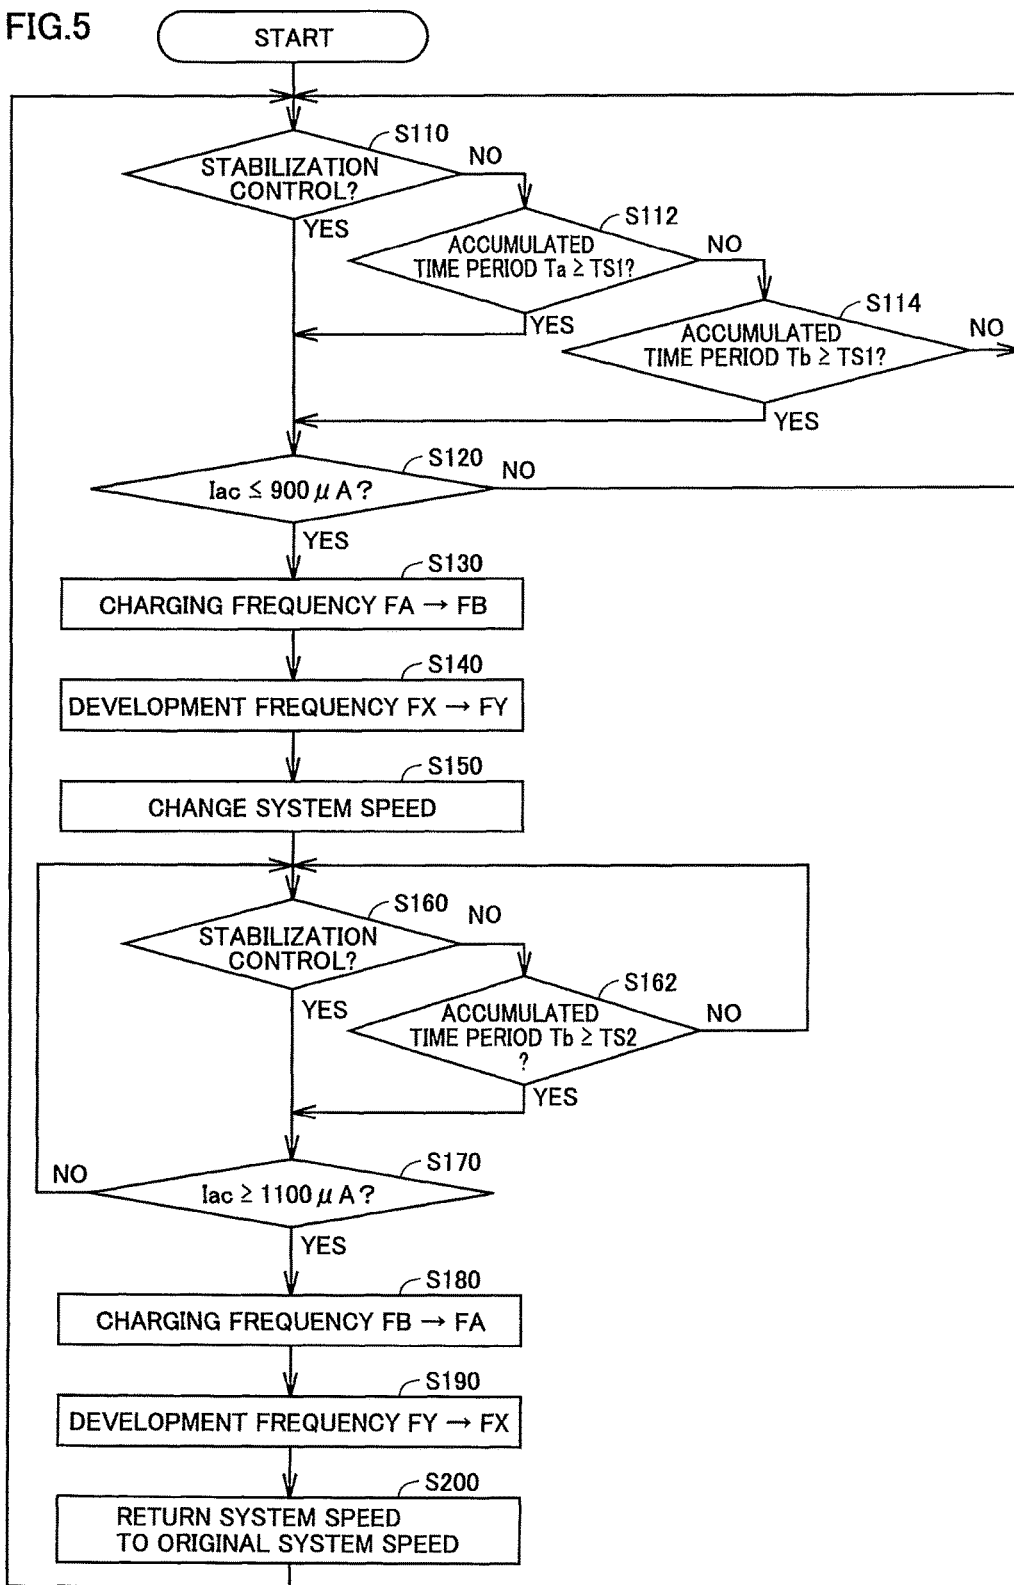 FIG.5
START
S110
STABILIZATION
CONTROL?
NO
YES
S112
ACCUMULATED
TIME PERIOD Ta ≥ TS1?
NO
YES
S114
ACCUMULATED
TIME PERIOD Tb ≥ TS1?
NO
YES
S120
Iac ≤ 900 μ A ?
NO
YES
S130
CHARGING FREQUENCY FA → FB
S140
DEVELOPMENT FREQUENCY FX → FY
S150
CHANGE SYSTEM SPEED
S160
STABILIZATION
CONTROL?
NO
YES
S162
ACCUMULATED
TIME PERIOD Tb ≥ TS2
?
NO
YES
S170
Iac ≥ 1100 μ A ?
NO
YES
S180
CHARGING FREQUENCY FB → FA
S190
DEVELOPMENT FREQUENCY FY → FX
S200
RETURN SYSTEM SPEED
TO ORIGINAL SYSTEM SPEED